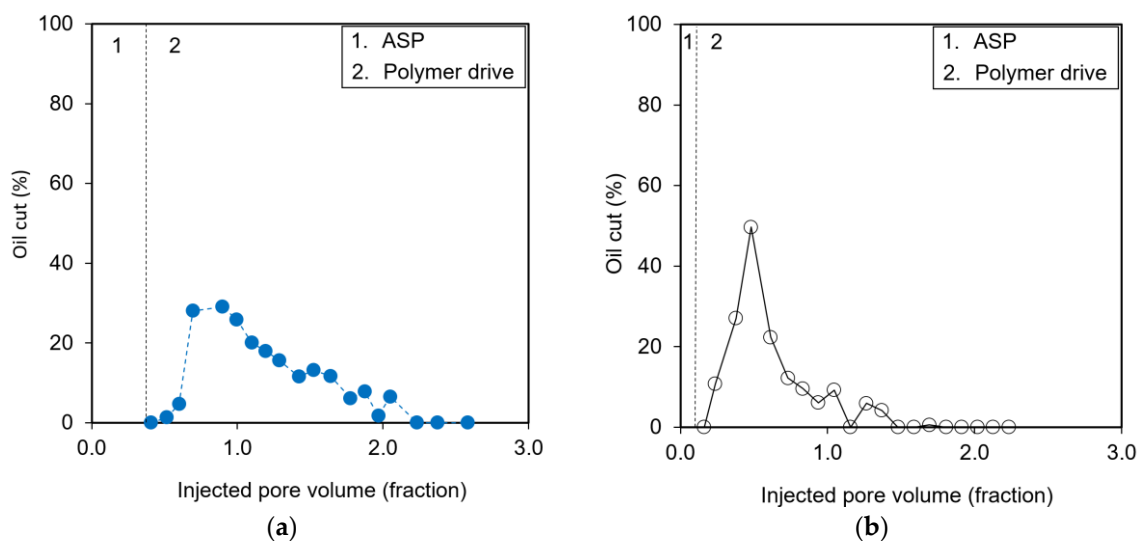 100
80
60
40
20
0
Oil cut (%)
1
2
1. ASP
2. Polymer drive
0.0 1.0 2.0 3.0
Injected pore volume (fraction)
(a)
100
80
60
40
20
0
Oil cut (%)
1
2
1. ASP
2. Polymer drive
0.0 1.0 2.0 3.0
Injected pore volume (fraction)
(b)